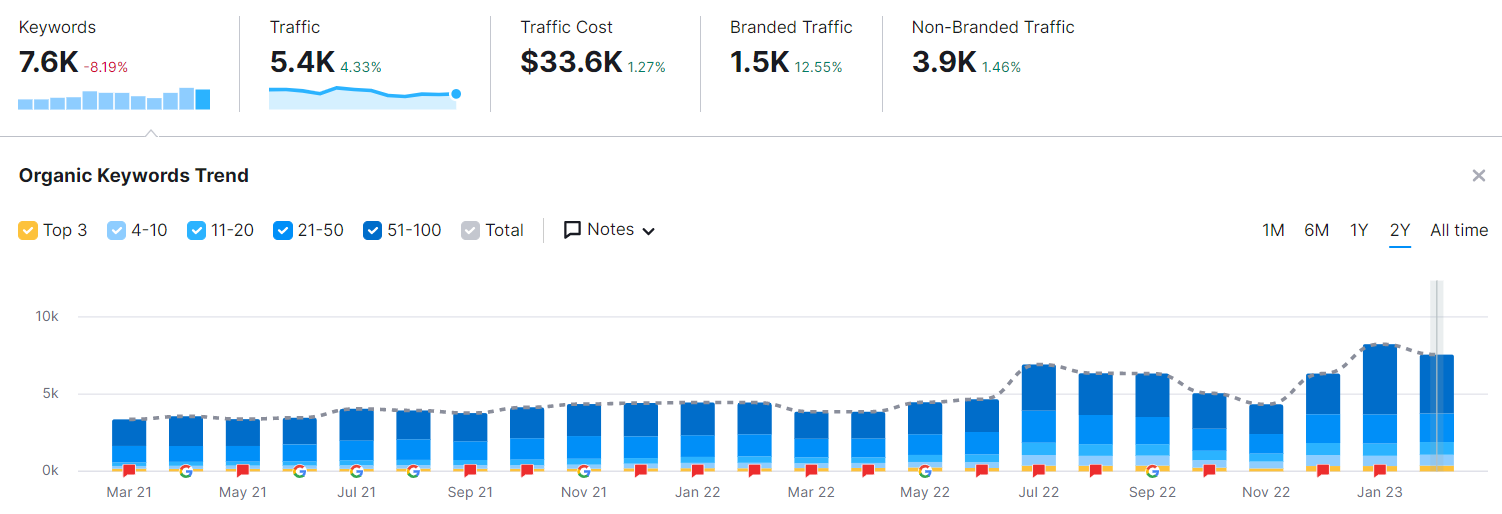 Keywords Traffic Traffic Cost Branded Traffic Non-Branded Traffic
7.6K -8.19% 5.4K 4.33% $33.6K 1.27% 1.5K 12.55% 3.9K 1.46%
Organic Keywords Trend
Top 3 4-10 11-20 21-50 51-100 Total Notes 1M 6M 1Y 2Y All time
10k
5k
0k
Mar 21 May 21 Jul 21 Sep 21 Nov 21 Jan 22 Mar 22 May 22 Jul 22 Sep 22 Nov 22 Jan 23